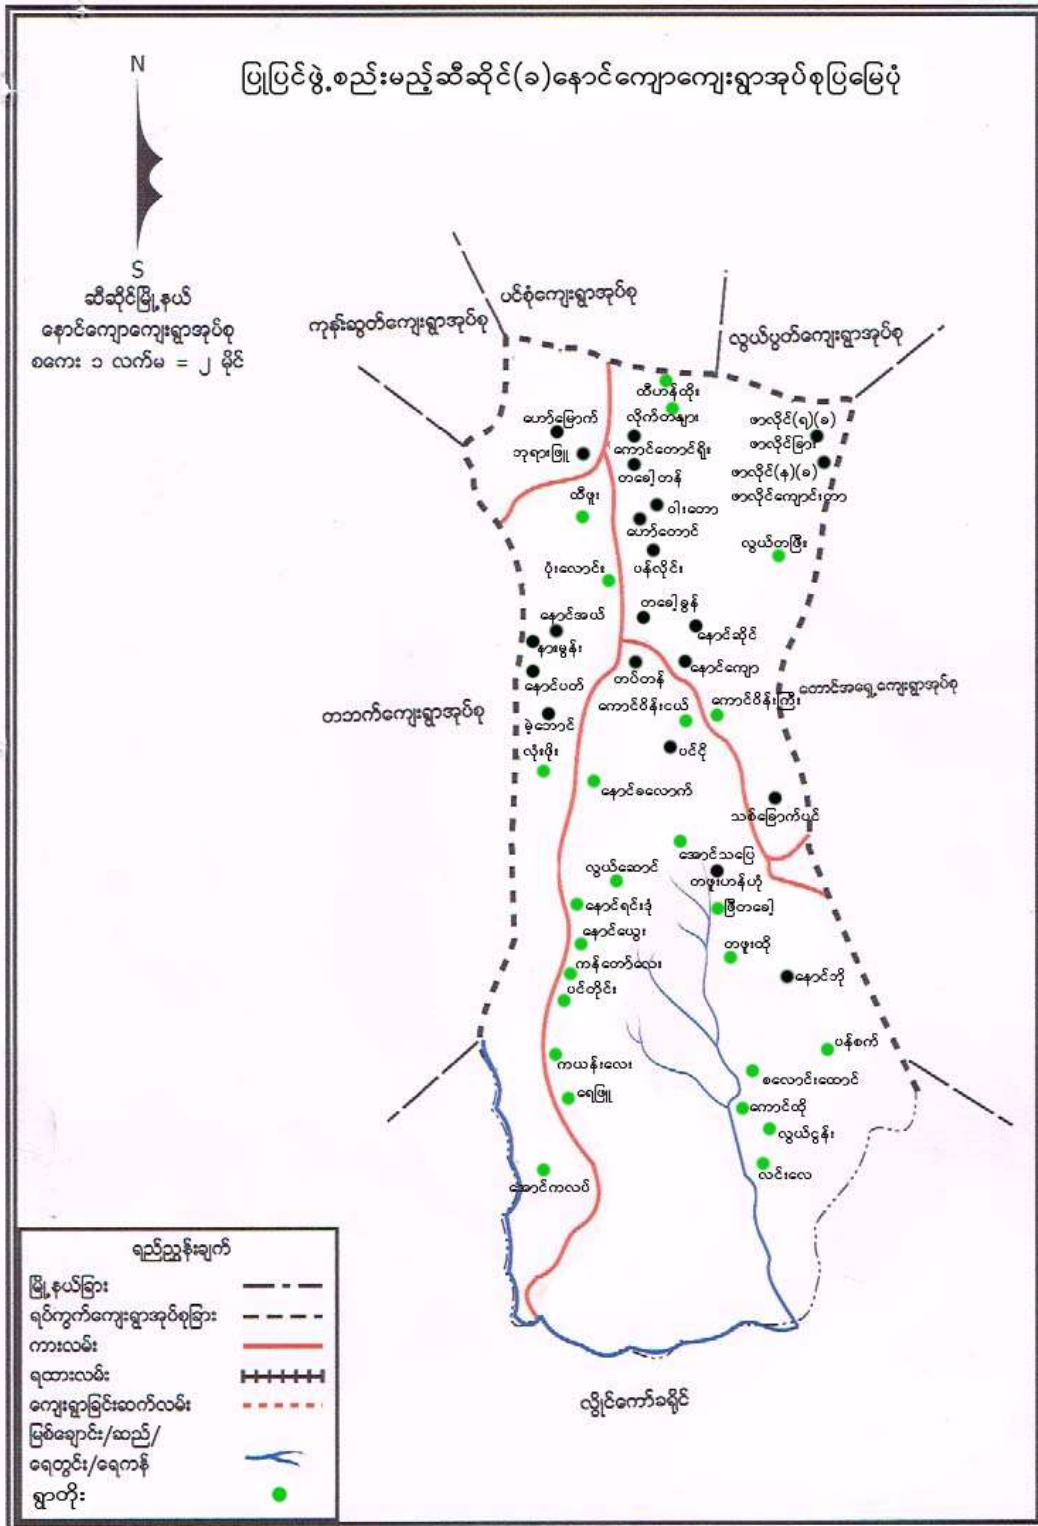 ပြုပြင်ဖွဲ့စည်းမည့်ဆီဆိုင်(ခ)နောင်ကျောကျေးရွာအုပ်စုပြမြေပုံ
N
S
ဆီဆိုင်မြို့နယ်
နောင်ကျောကျေးရွာအုပ်စု
စကေး ၁ လက်မ = ၂ မိုင်
ပင်စုံကျေးရွာအုပ်စု
ကုန်းဆွတ်ကျေးရွာအုပ်စု
လွယ်ပွတ်ကျေးရွာအုပ်စု
ထီဟန်ထိုး
ဟော်မြောက်
လိုက်တများ
ဖာလိုင်(ရ)(ခ)
ဘုရားဖြူ
ကောင်တောင်ရိုး
ဖာလိုင်ခြား
တခေါ့တန်
ဖာလိုင်(န)(ခ)
ထီဖူး
ဖာလိုင်ကျောင်းတာ
ဝါးတော
ဟော်တောင်
လွယ်တဖြီး
ပုံးလောင်း
ပန်လိုင်း
တခေါ့ခွန်
နောင်အယ်
နောင်ဆိုင်
နားမွန်း
နောင်ကျော
တပ်တန်
နောင်ပတ်
တောင်အရှေ့ကျေးရွာအုပ်စု
ကောင်ဝိန်းငယ်
ကောင်ဝိန်းကြီး
တဘက်ကျေးရွာအုပ်စု
မဲ့ဘောင်
လုံးဖိုး
ပင်ငို
နောင်ခလောက်
သစ်ခြောက်ပင်
အောင်သပြေ
လွယ်ဆောင်
တဖူးဟန်ဟုံ
နောင်ရင်းဒုံ
ဖြီတခေါ့
နောင်ယွေး
တဖူးထို
ကန်တော်လေး
နောင်ဘို
ပင်တိုင်း
ပန်စက်
ကယန်းလေး
စလောင်းထောင်
ရေဖြူ
ကောင်ထို
လွယ်ငွန်း
လင်းလေ
အောင်ကလပ်
ရည်ညွှန်းချက်
မြို့နယ်ခြား
ရပ်ကွက်ကျေးရွာအုပ်စုခြား
ကားလမ်း
ရထားလမ်း
ကျေးရွာခြင်းဆက်လမ်း
မြစ်ချောင်း/ဆည်/
ရေတွင်း/ရေကန်
ရွာတိုး
လွိုင်ကော်ခရိုင်